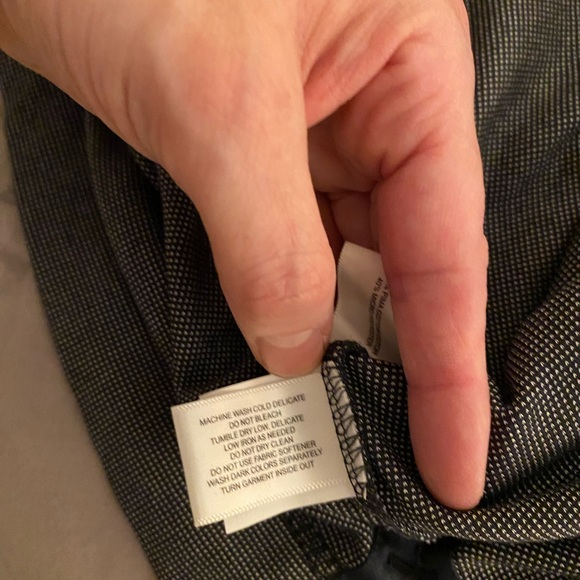 MACHINE WASH COLD DELICATE
DO NOT BLEACH
TUMBLE DRY LOW, DELICATE
LOW IRON AS NEEDED
DO NOT DRY CLEAN
DO NOT USE FABRIC SOFTENER
WASH DARK COLORS SEPARATELY
TURN GARMENT INSIDE OUT